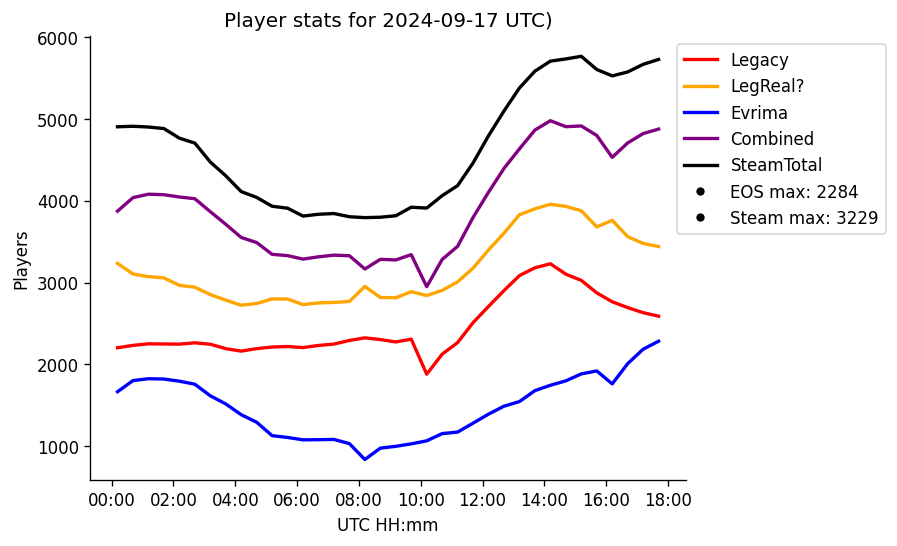 Player stats for 2024-09-17 UTC)
Players
6000
5000
4000
3000
2000
1000
00:00 02:00 04:00 06:00 08:00 10:00 12:00 14:00 16:00 18:00
UTC HH:mm
Legacy
LegReal?
Evrima
Combined
SteamTotal
EOS max: 2284
Steam max: 3229